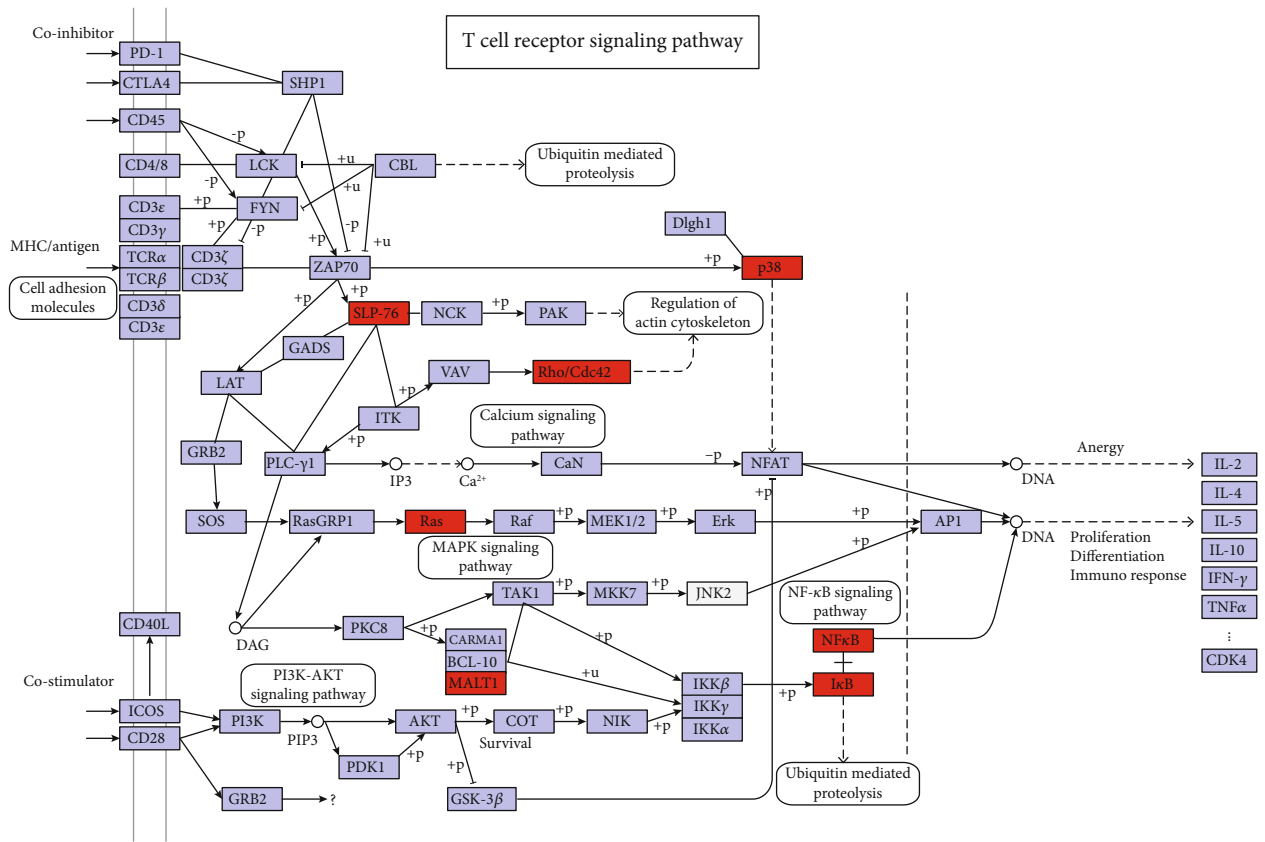 T cell receptor signaling pathway
Co-inhibitor
PD-1
CTLA4
SHP1
CD45
-p
LCK
+u
CBL
Ubiquitin mediated
proteolysis
CD4/8
-p
+u
CD3ε
+p
FYN
CD3γ
+p
-p
+p
-p
+u
Dlgh1
MHC/antigen
TCRα
CD3ζ
ZAP70
+p
p38
TCRβ
CD3ζ
Cell adhesion
molecules
CD3δ
CD3ε
+p
+p
SLP-76
NCK
+p
PAK
Regulation of
actin cytoskeleton
GADS
LAT
VAV
Rho/Cdc42
+p
ITK
Calcium signaling
pathway
+p
GRB2
PLC-γ1
IP3
Ca²⁺
CaN
–p
NFAT
+p
DNA
Anergy
IL-2
IL-4
IL-5
IL-10
IFN-γ
TNFα
...
CDK4
SOS
RasGRP1
Ras
Raf
+p
MEK1/2
+p
Erk
+p
AP1
DNA
Proliferation
Differentiation
Immuno response
MAPK signaling
pathway
+p
TAK1
+p
MKK7
+p
JNK2
NF-κB signaling
pathway
CD40L
DAG
PKC8
+p
CARMA1
BCL-10
MALT1
+p
+u
NFκB
IκB
IKKβ
IKKγ
IKKα
+p
Co-stimulator
PI3K-AKT
signaling pathway
ICOS
CD28
PI3K
PIP3
AKT
+p
COT
+p
NIK
+p
Survival
PDK1
+p
+p
GSK-3β
GRB2
?
Ubiquitin mediated
proteolysis